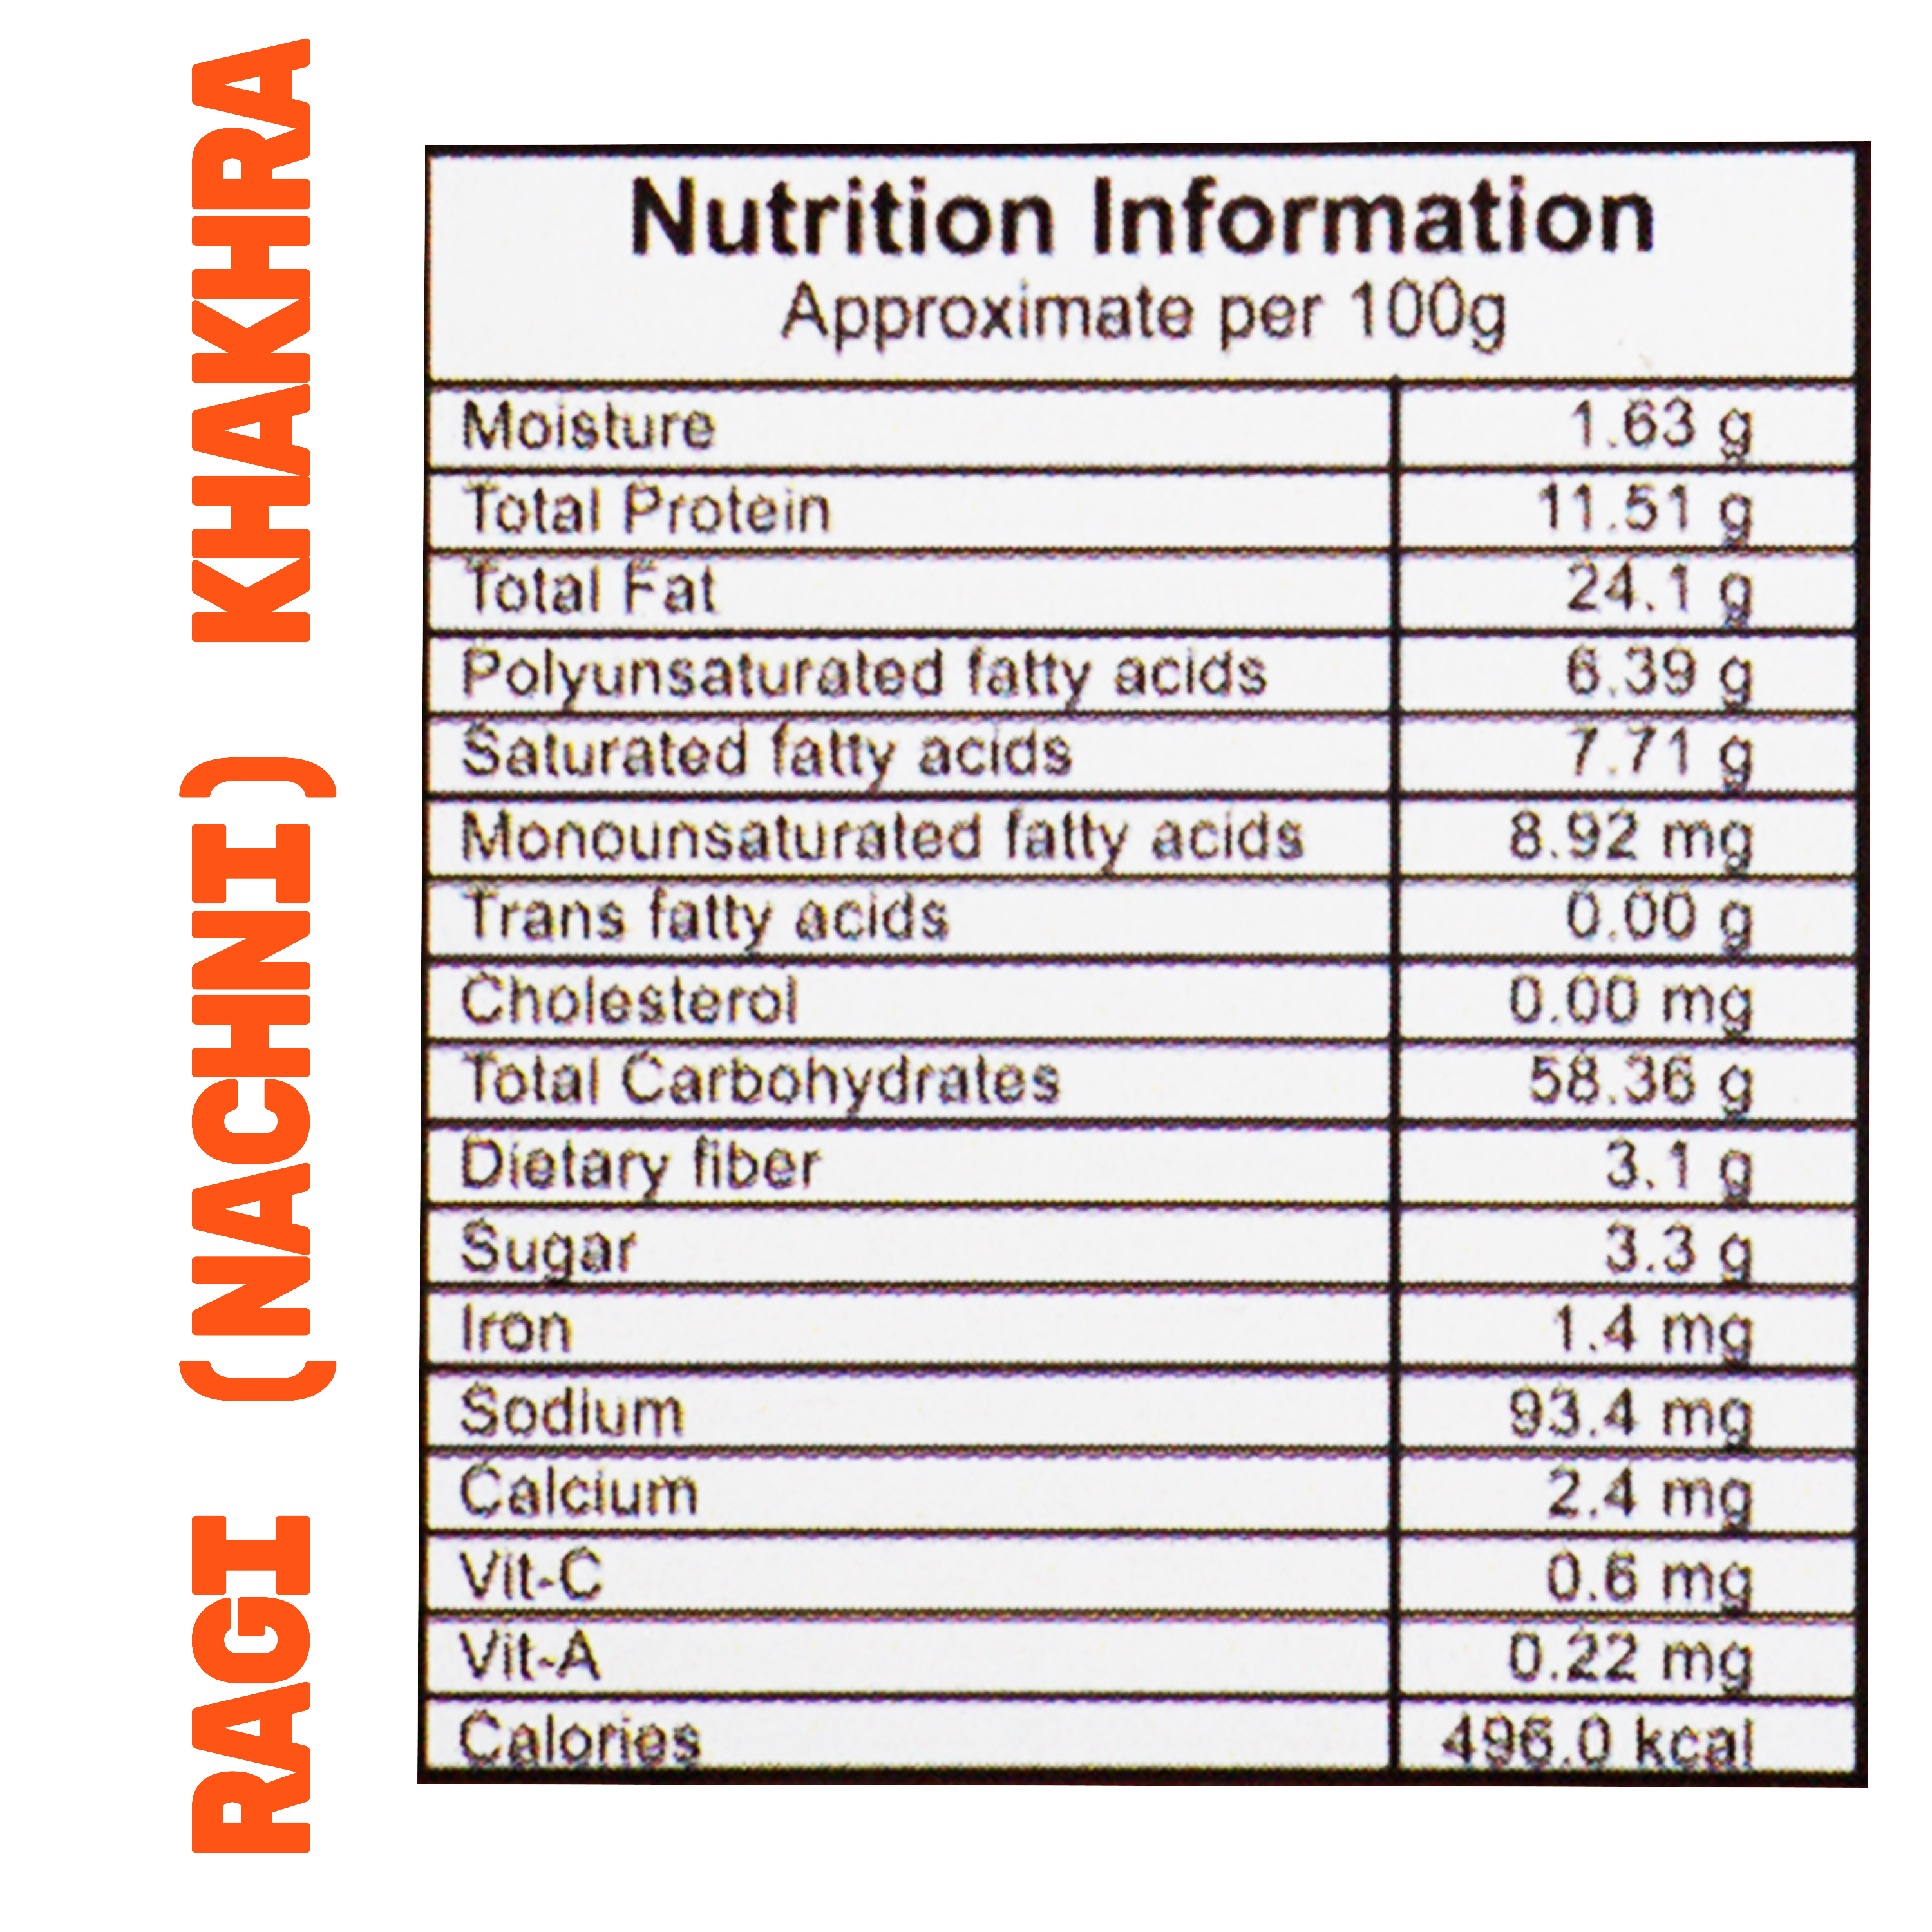 RAGI (NACHNI) KHAKHRA
Nutrition Information
Approximate per 100g
Moisture 1.63 g
Total Protein 11.51 g
Total Fat 24.1 g
Polyunsaturated fatty acids 6.39 g
Saturated fatty acids 7.71 g
Monounsaturated fatty acids 8.92 mg
Trans fatty acids 0.00 g
Cholesterol 0.00 mg
Total Carbohydrates 58.36 g
Dietary fiber 3.1 g
Sugar 3.3 g
Iron 1.4 mg
Sodium 93.4 mg
Calcium 2.4 mg
Vit-C 0.6 mg
Vit-A 0.22 mg
Calories 496.0 kcal